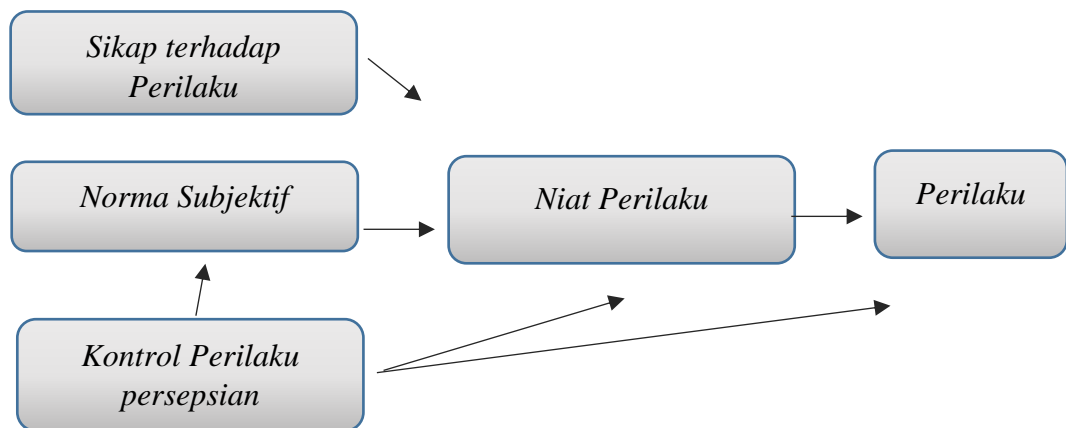 Sikap terhadap
Perilaku
Norma Subjektif
Niat Perilaku
Perilaku
Kontrol Perilaku
persepsian